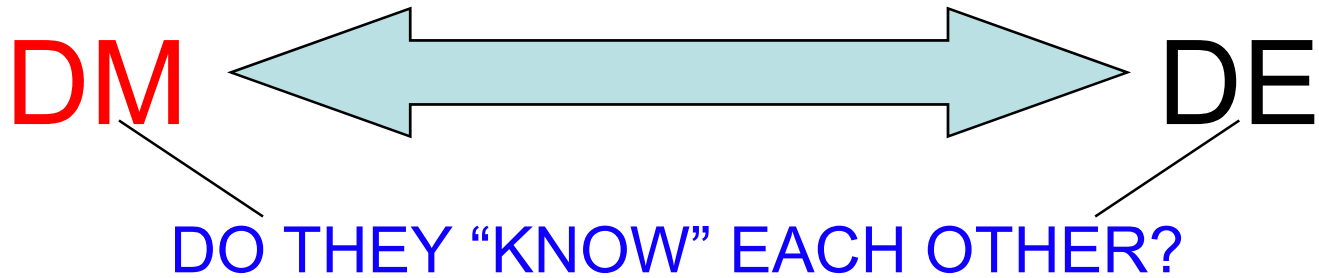 DM DE
DO THEY “KNOW” EACH OTHER?